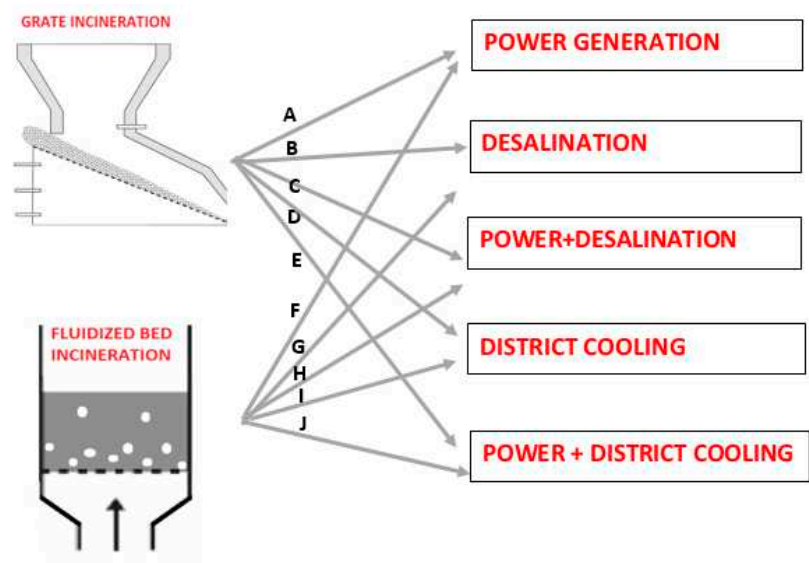 GRATE INCINERATION
POWER GENERATION
A
B
DESALINATION
C
D
POWER+DESALINATION
E
F
FLUIDIZED BED
INCINERATION
G
DISTRICT COOLING
H
I
J
POWER + DISTRICT COOLING